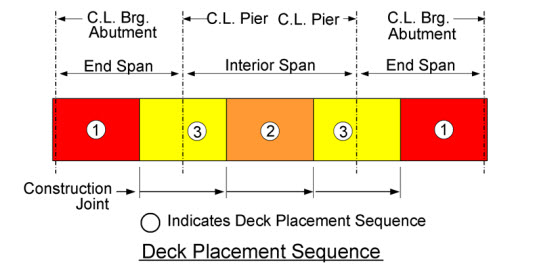 C.L. Brg. Abutment
C.L. Pier
C.L. Pier
C.L. Brg. Abutment
End Span
Interior Span
End Span
1
3
2
3
1
Construction
Joint
Indicates Deck Placement Sequence
Deck Placement Sequence